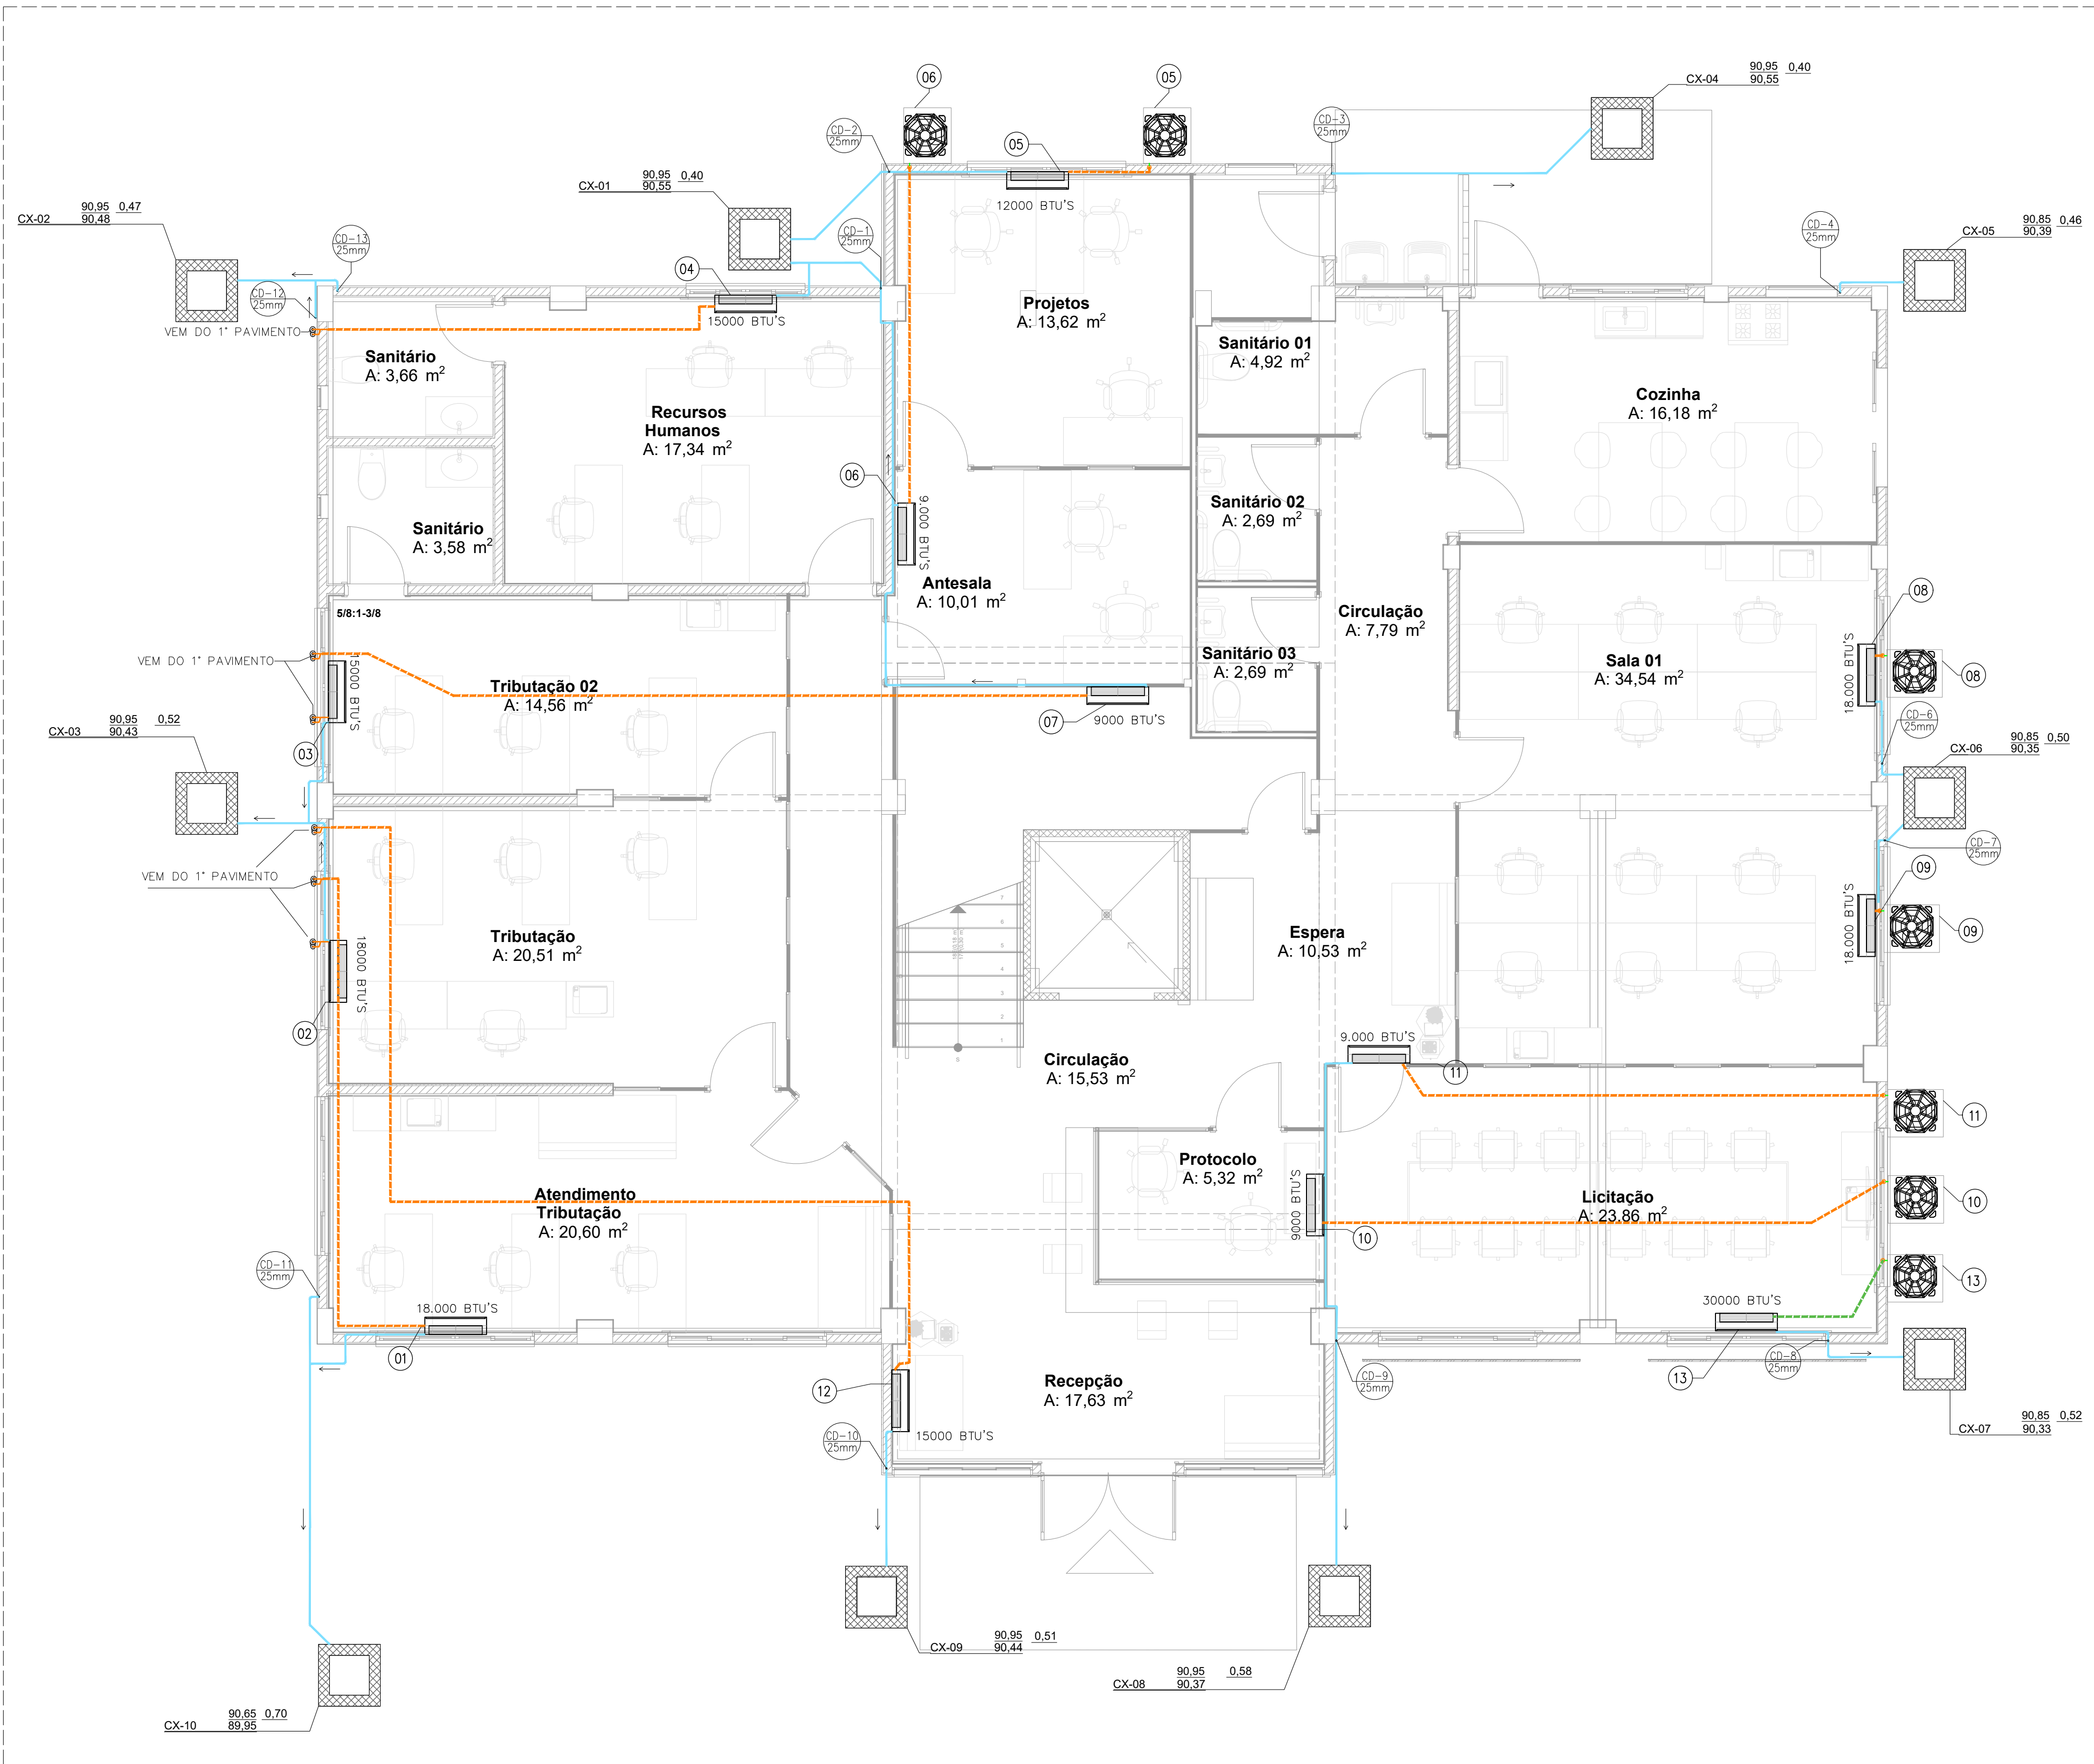 06
05
CX-04
90,95 0,40
90,55
CD-2
25mm
05
CD-3
25mm
12000 BTU'S
CX-01
90,95 0,40
90,55
CX-02
90,95 0,47
90,48
CD-13
25mm
CD-1
25mm
CD-4
25mm
CX-05
90,85 0,46
90,39
04
15000 BTU'S
CD-12
25mm
VEM DO 1° PAVIMENTO
Projetos
A: 13,62 m²
Sanitário
A: 3,66 m²
Sanitário 01
A: 4,92 m²
Recursos
Humanos
A: 17,34 m²
Cozinha
A: 16,18 m²
06
9.000 BTU'S
Sanitário 02
A: 2,69 m²
Sanitário
A: 3,58 m²
Antesala
A: 10,01 m²
Circulação
A: 7,79 m²
08
5/8:1-3/8
VEM DO 1° PAVIMENTO
15000 BTU'S
Tributação 02
A: 14,56 m²
Sanitário 03
A: 2,69 m²
Sala 01
A: 34,54 m²
18.000 BTU'S
08
07
9000 BTU'S
CD-6
25mm
CX-03
90,95 0,52
90,43
03
CX-06
90,85 0,50
90,35
CD-7
25mm
VEM DO 1° PAVIMENTO
09
18.000 BTU'S
09
18000 BTU'S
Tributação
A: 20,51 m²
Espera
A: 10,53 m²
7
6
5
4
3
2
1
S
02
9.000 BTU'S
11
Circulação
A: 15,53 m²
11
Protocolo
A: 5,32 m²
9000 BTU'S
10
Licitação
A: 23,86 m²
10
Atendimento
Tributação
A: 20,60 m²
CD-11
25mm
13
30000 BTU'S
18.000 BTU'S
01
CD-8
25mm
13
CD-9
25mm
12
Recepção
A: 17,63 m²
15000 BTU'S
CD-10
25mm
CX-07
90,85 0,52
90,33
CX-09
90,95 0,51
90,44
CX-08
90,95 0,58
90,37
CX-10
90,65 0,70
89,95